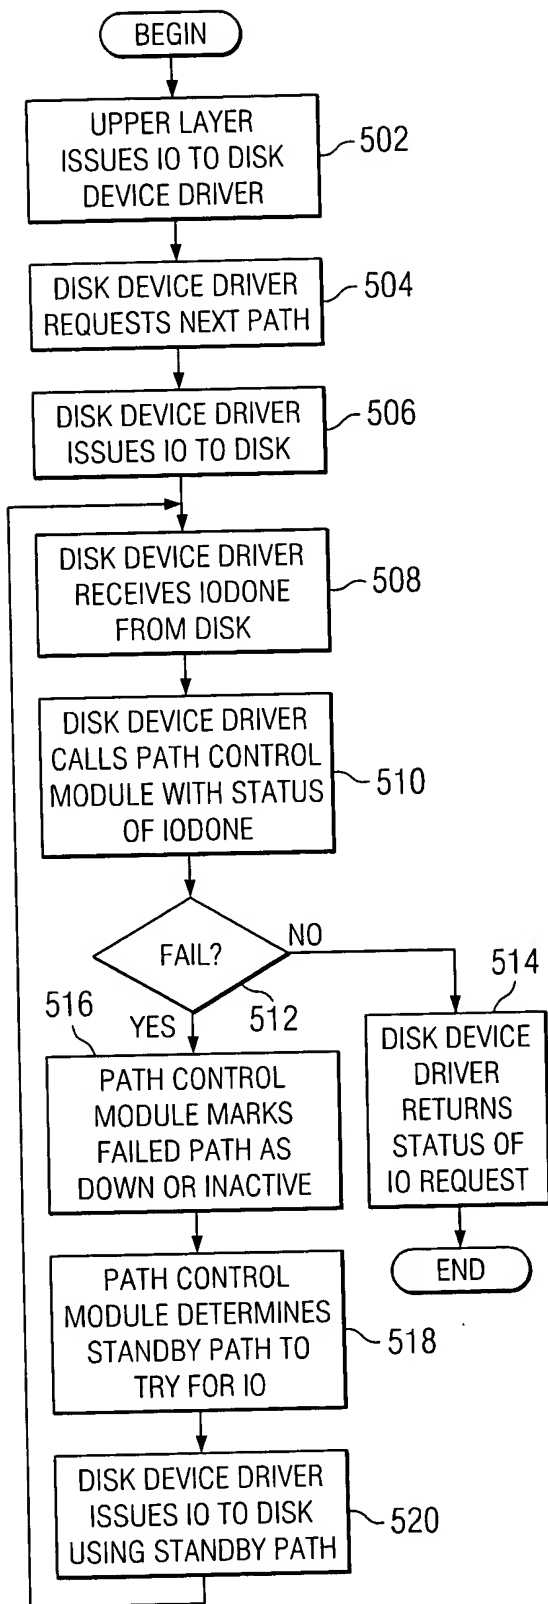 BEGIN
UPPER LAYER
ISSUES IO TO DISK
DEVICE DRIVER
502
DISK DEVICE DRIVER
REQUESTS NEXT PATH
504
DISK DEVICE DRIVER
ISSUES IO TO DISK
506
DISK DEVICE DRIVER
RECEIVES IODONE
FROM DISK
508
DISK DEVICE DRIVER
CALLS PATH CONTROL
MODULE WITH STATUS
OF IODONE
510
FAIL?
NO
512
YES
514
DISK DEVICE
DRIVER
RETURNS
STATUS OF
IO REQUEST
END
516
PATH CONTROL
MODULE MARKS
FAILED PATH AS
DOWN OR INACTIVE
PATH CONTROL
MODULE DETERMINES
STANDBY PATH TO
TRY FOR IO
518
DISK DEVICE DRIVER
ISSUES IO TO DISK
USING STANDBY PATH
520